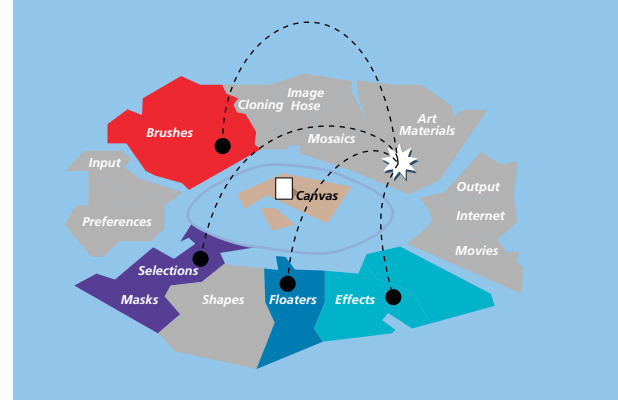 Image
Hose
Cloning
Brushes
Mosaics
Art
Materials
Input
Preferences
Canvas
Output
Internet
Movies
Selections
Masks
Shapes
Floaters
Effects